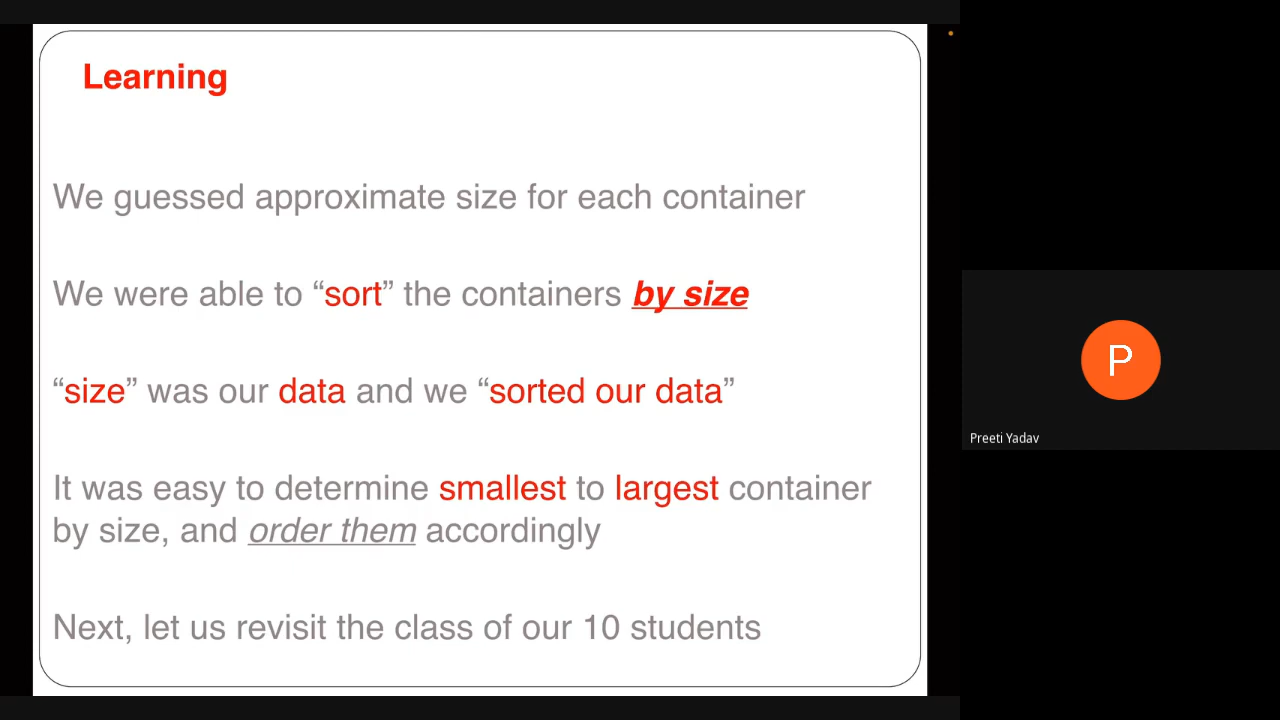 Learning
We guessed approximate size for each container
We were able to “sort” the containers by size
“size” was our data and we “sorted our data”
It was easy to determine smallest to largest container
by size, and order them accordingly
Next, let us revisit the class of our 10 students
P
Preeti Yadav